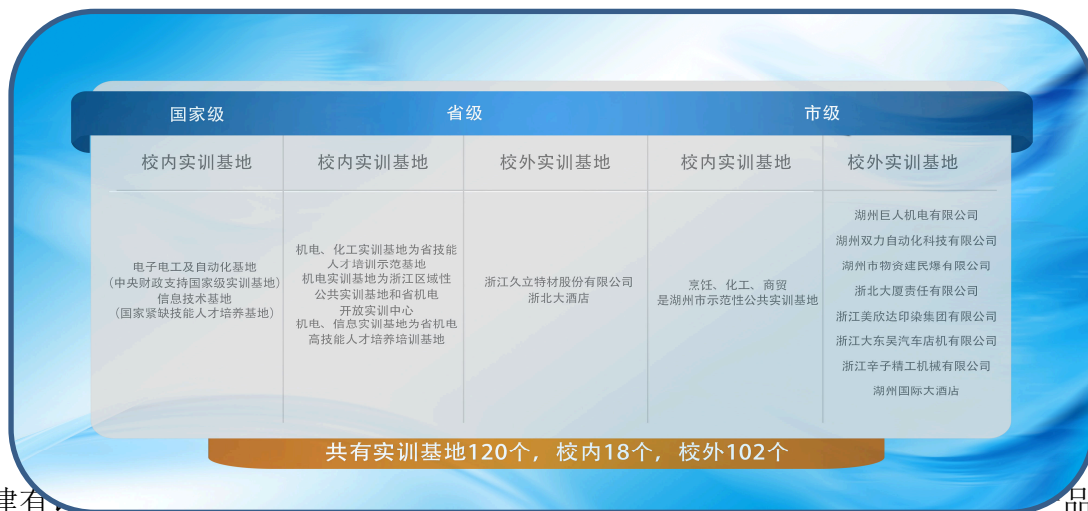 国家级
省级
市级
校内实训基地
校内实训基地
校外实训基地
校内实训基地
校外实训基地
电子电工及自动化基地
（中央财政支持国家级实训基地）
信息技术基地
（国家紧缺技能人才培养基地）
机电、化工实训基地为省技能
人才培训示范基地
机电实训基地为浙江区域性
公共实训基地和省机电
开放实训中心
机电、信息实训基地为省机电
高技能人才培养培训基地
浙江久立特材股份有限公司
浙北大酒店
烹饪、化工、商贸
是湖州市示范性公共实训基地
湖州巨人机电有限公司
湖州双力自动化科技有限公司
湖州市物资建民爆有限公司
浙北大厦责任有限公司
浙江美欣达印染集团有限公司
浙江大东吴汽车店机有限公司
浙江辛子精工机械有限公司
湖州国际大酒店
共有实训基地120个，校内18个，校外102个
建有
品